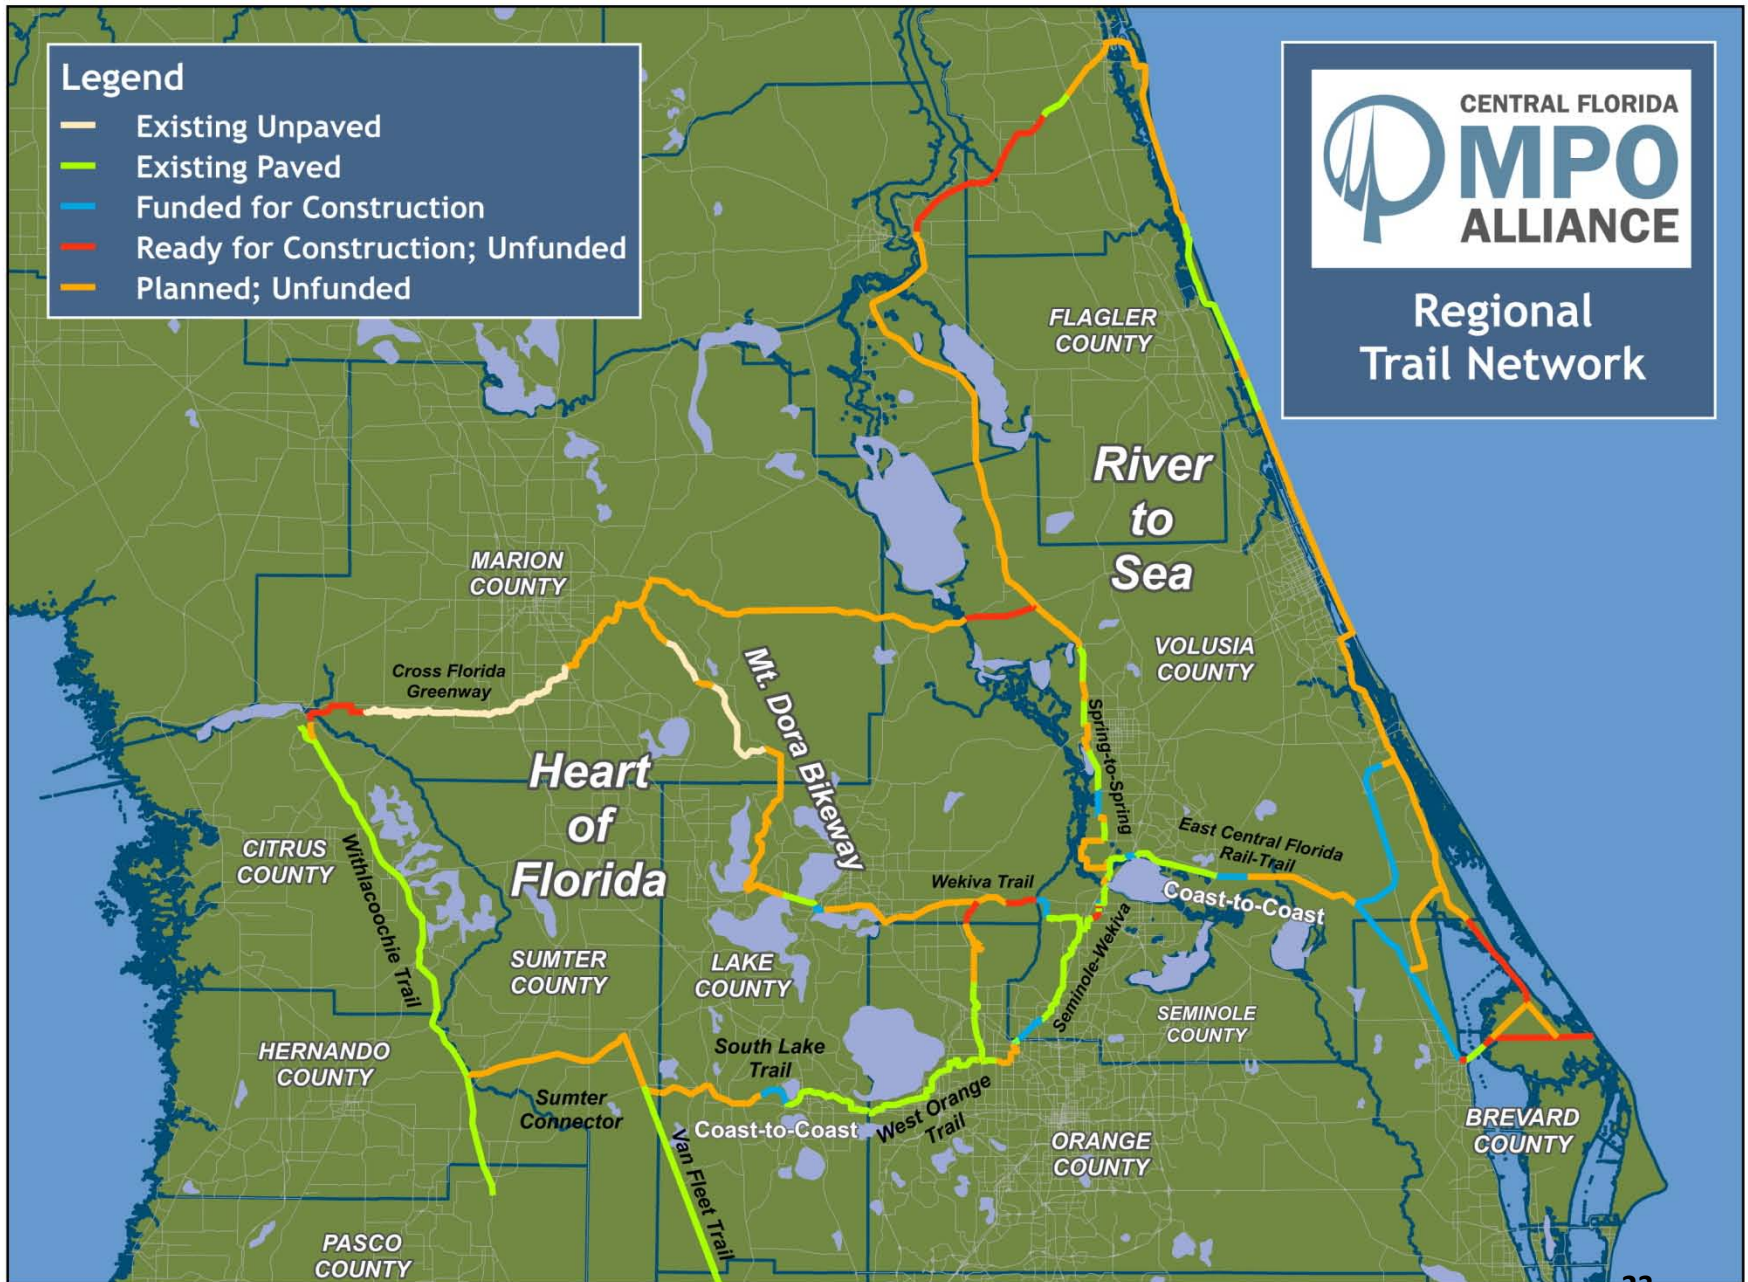 Legend
Existing Unpaved
Existing Paved
Funded for Construction
Ready for Construction; Unfunded
Planned; Unfunded
CENTRAL FLORIDA
MPO
ALLIANCE
Regional
Trail Network
FLAGLER
COUNTY
River
to
Sea
MARION
COUNTY
VOLUSIA
COUNTY
Cross Florida
Greenway
Mt. Dora Bikeway
Spring-to-Spring
Heart
of
Florida
CITRUS
COUNTY
Withlacoochie Trail
East Central Florida
Rail-Trail
Wekiva Trail
Coast-to-Coast
Seminole-Wekiva
SUMTER
COUNTY
LAKE
COUNTY
SEMINOLE
COUNTY
HERNANDO
COUNTY
South Lake
Trail
Sumter
Connector
Coast-to-Coast
West Orange
Trail
Van Fleet Trail
ORANGE
COUNTY
BREVARD
COUNTY
PASCO
COUNTY